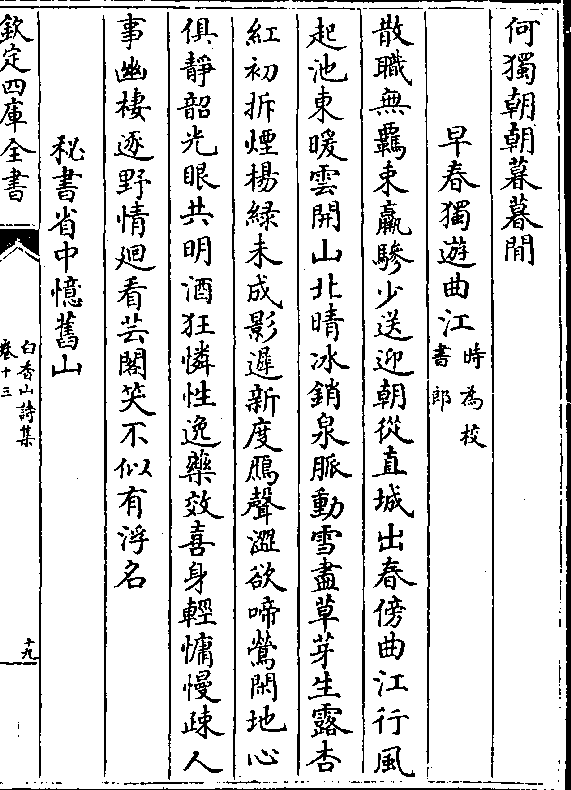 何獨朝朝暮暮間
早春獨遊曲江時為校書郎
散職無羈束羸驂少送迎朝從直城出春傍曲江行風
起池東暖雲開山北晴冰銷泉脈動雪盡草芽生露杏
紅初拆煙楊綠未成影遲新度鴈聲澀欲啼鶯閑地心
俱靜韶光眼共明酒狂憐性逸藥效喜身輕慵慢疎人
事幽棲逐野情廻看芸閣笑不似有浮名
秘書省中憶舊山
欽定四庫全書
白香山詩集
卷十三
十九